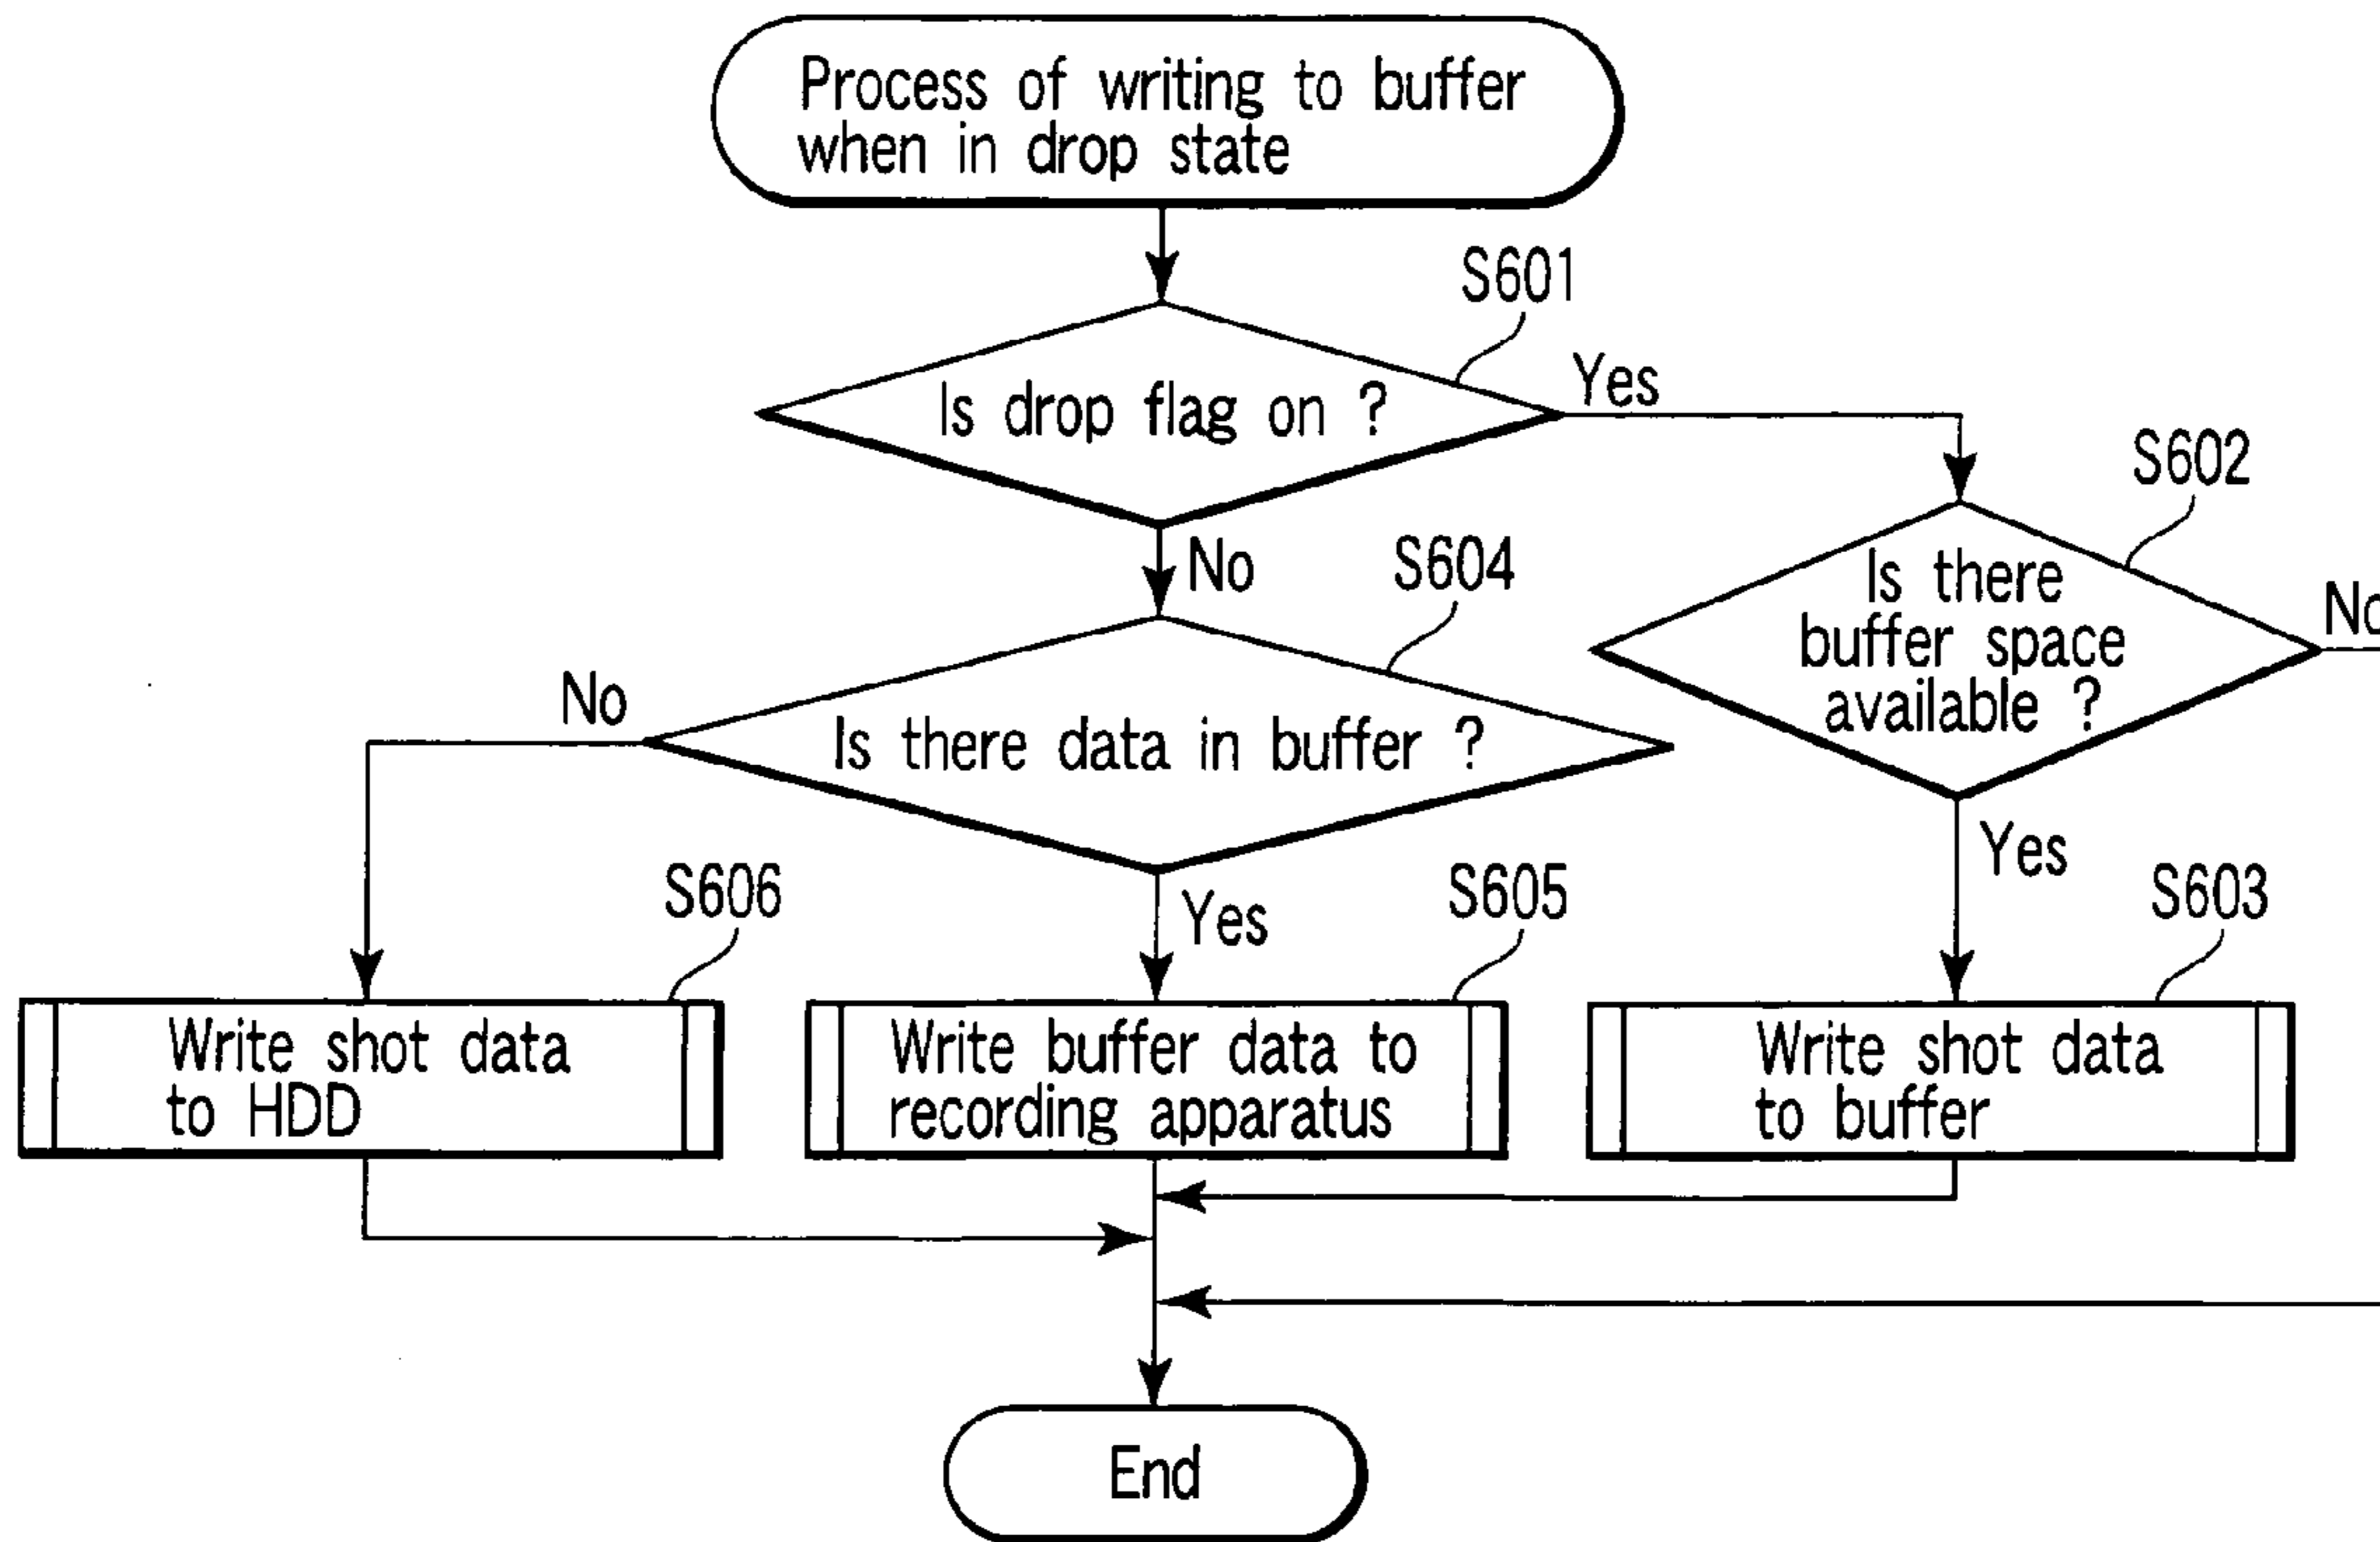 Process of writing to buffer
when in drop state
S601
Is drop flag on ?
Yes
S602
No
S604
Is there
buffer space
available ?
No
No
Is there data in buffer ?
Yes
S606
Yes
S605
S603
Write shot data
to HDD
Write buffer data to
recording apparatus
Write shot data
to buffer
End